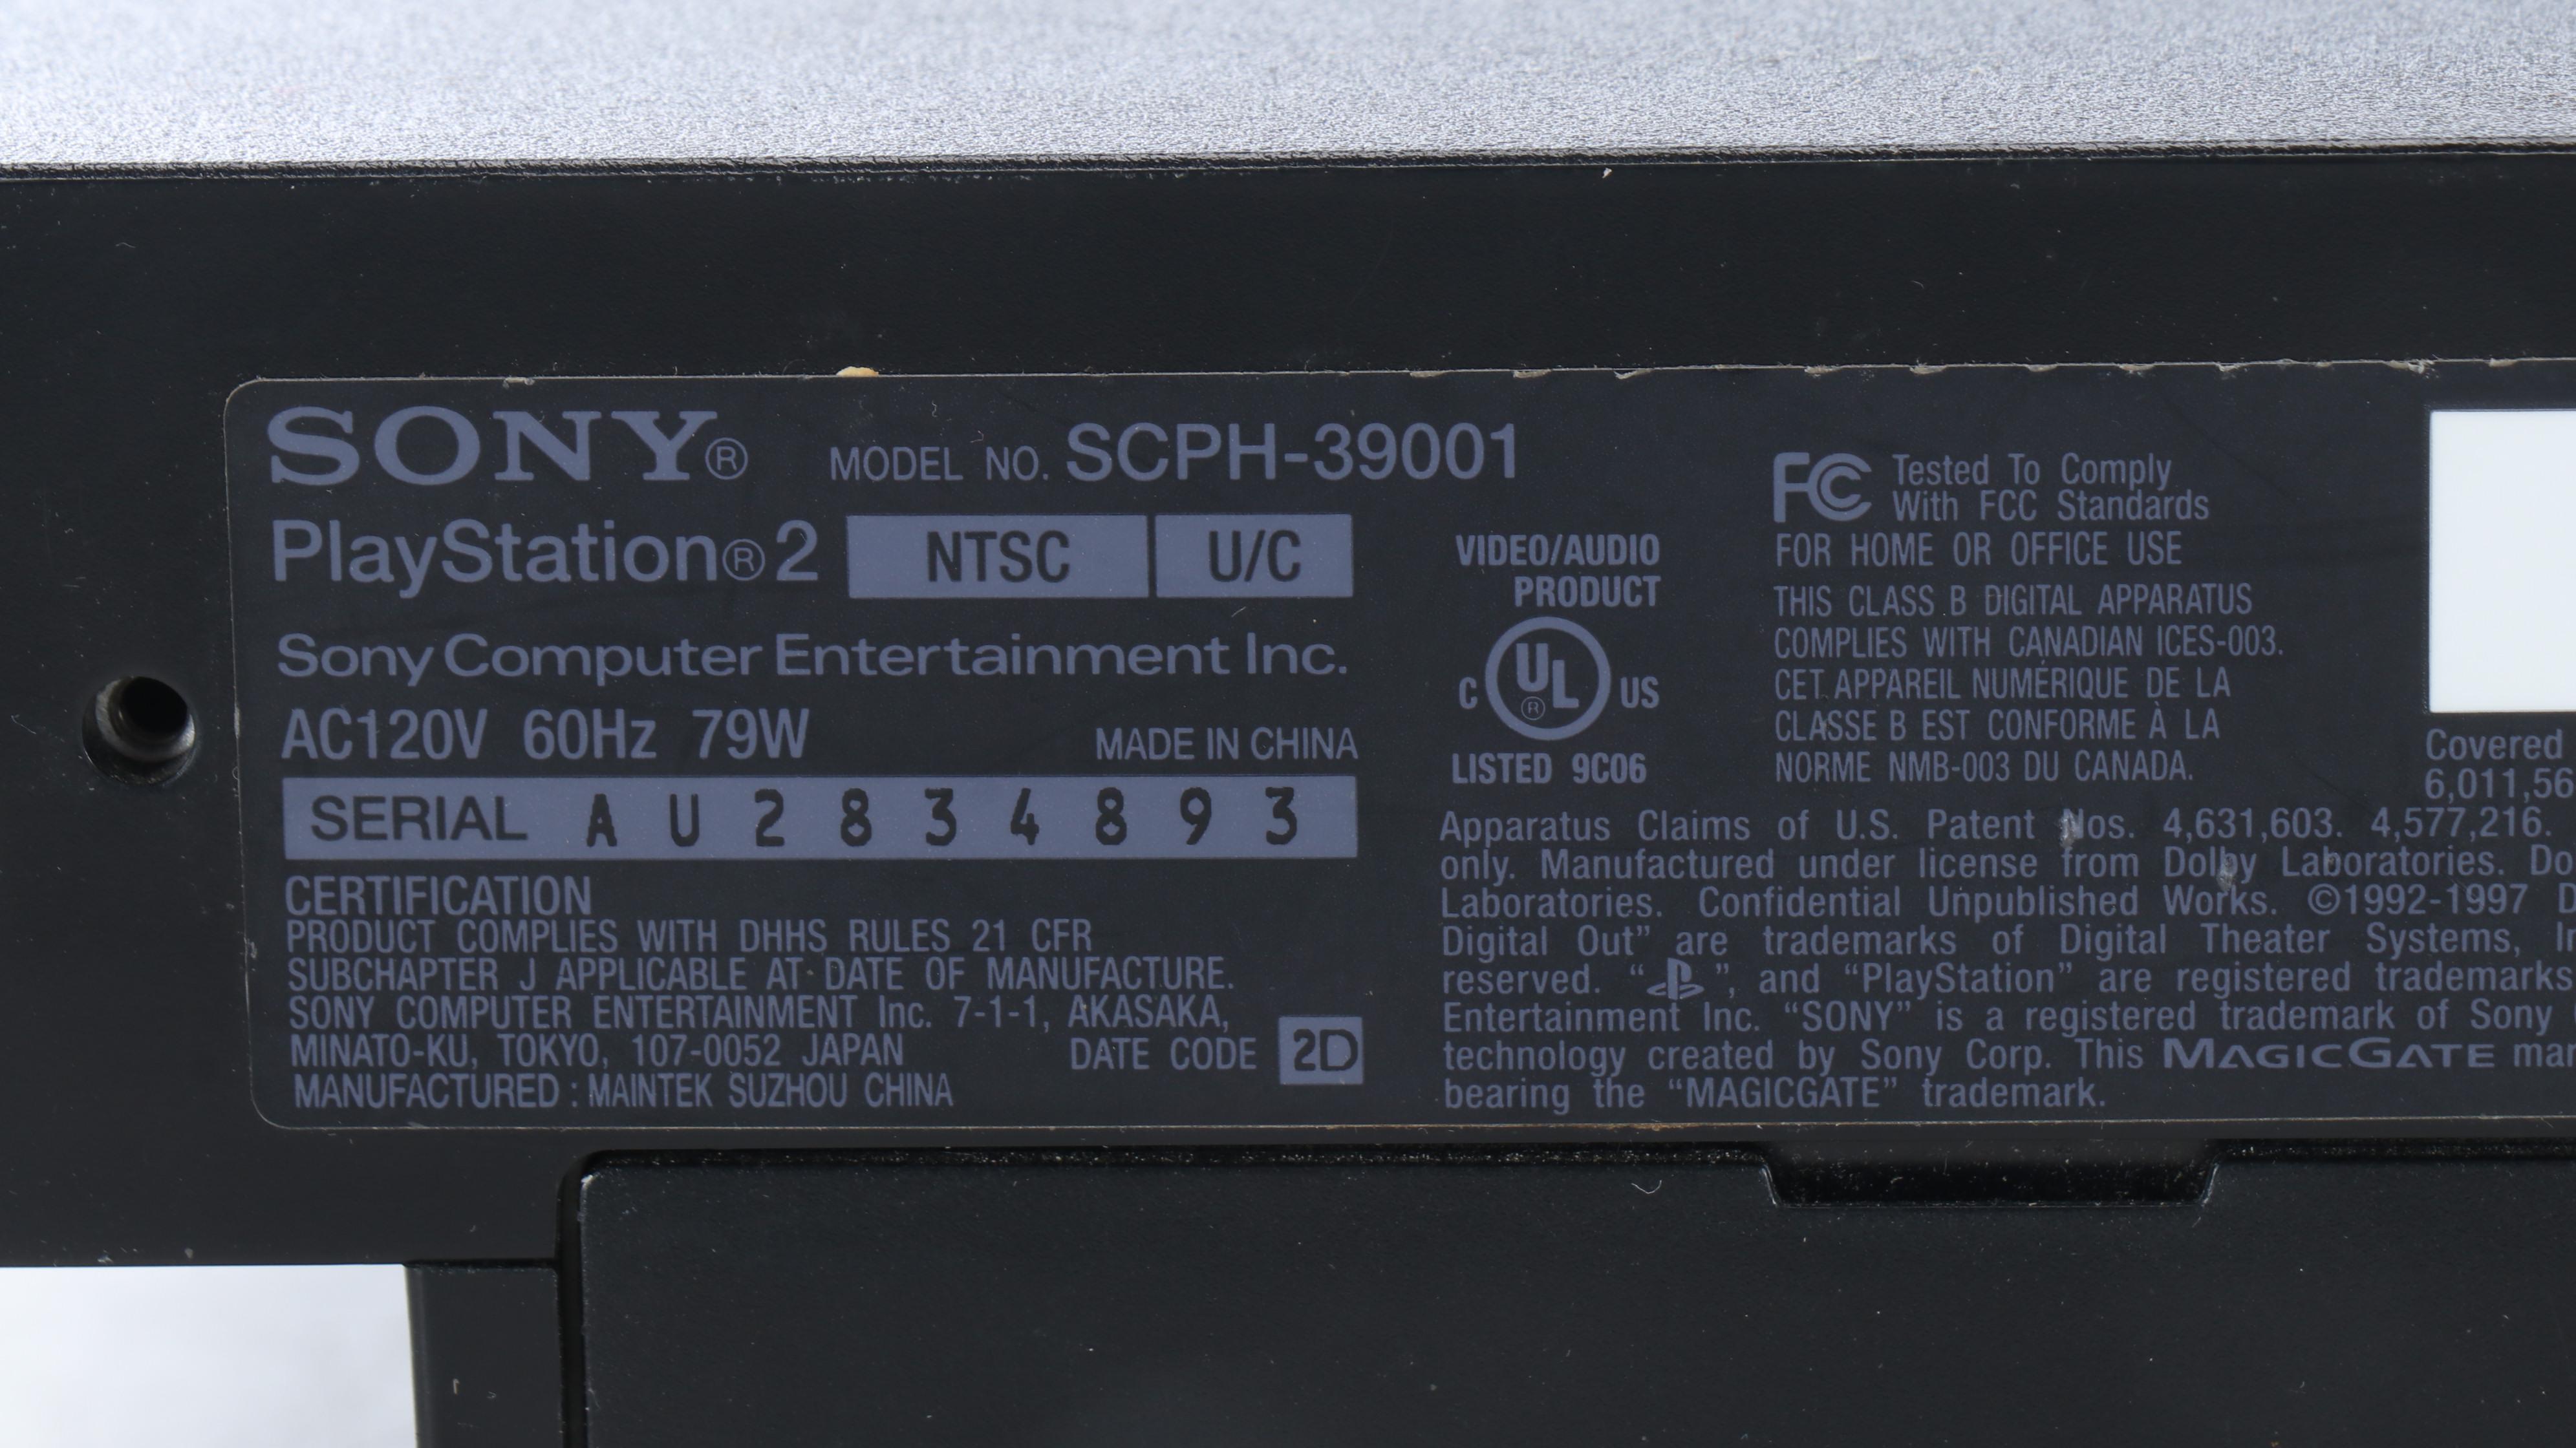 SONY® MODEL NO. SCPH-39001
PlayStation®2 NTSC U/C
Sony Computer Entertainment Inc.
AC120V 60Hz 79W MADE IN CHINA
SERIAL AU2834893
CERTIFICATION
PRODUCT COMPLIES WITH DHHS RULES 21 CFR
SUBCHAPTER J APPLICABLE AT DATE OF MANUFACTURE.
SONY COMPUTER ENTERTAINMENT Inc. 7-1-1, AKASAKA,
MINATO-KU, TOKYO, 107-0052 JAPAN DATE CODE 2D
MANUFACTURED : MAINTEK SUZHOU CHINA
VIDEO/AUDIO
PRODUCT
C UL® US
LISTED 9C06
FC Tested To Comply
With FCC Standards
FOR HOME OR OFFICE USE
THIS CLASS B DIGITAL APPARATUS
COMPLIES WITH CANADIAN ICES-003.
CET APPAREIL NUMÉRIQUE DE LA
CLASSE B EST CONFORME À LA
NORME NMB-003 DU CANADA.
Covered
6,011,56
Apparatus Claims of U.S. Patent Nos. 4,631,603. 4,577,216.
only. Manufactured under license from Dolby Laboratories. Do
Laboratories. Confidential Unpublished Works. ©1992-1997 D
Digital Out” are trademarks of Digital Theater Systems, In
reserved. “ ”, and “PlayStation” are registered trademarks
Entertainment Inc. “SONY” is a registered trademark of Sony
technology created by Sony Corp. This MAGICGATE mar
bearing the “MAGICGATE” trademark.